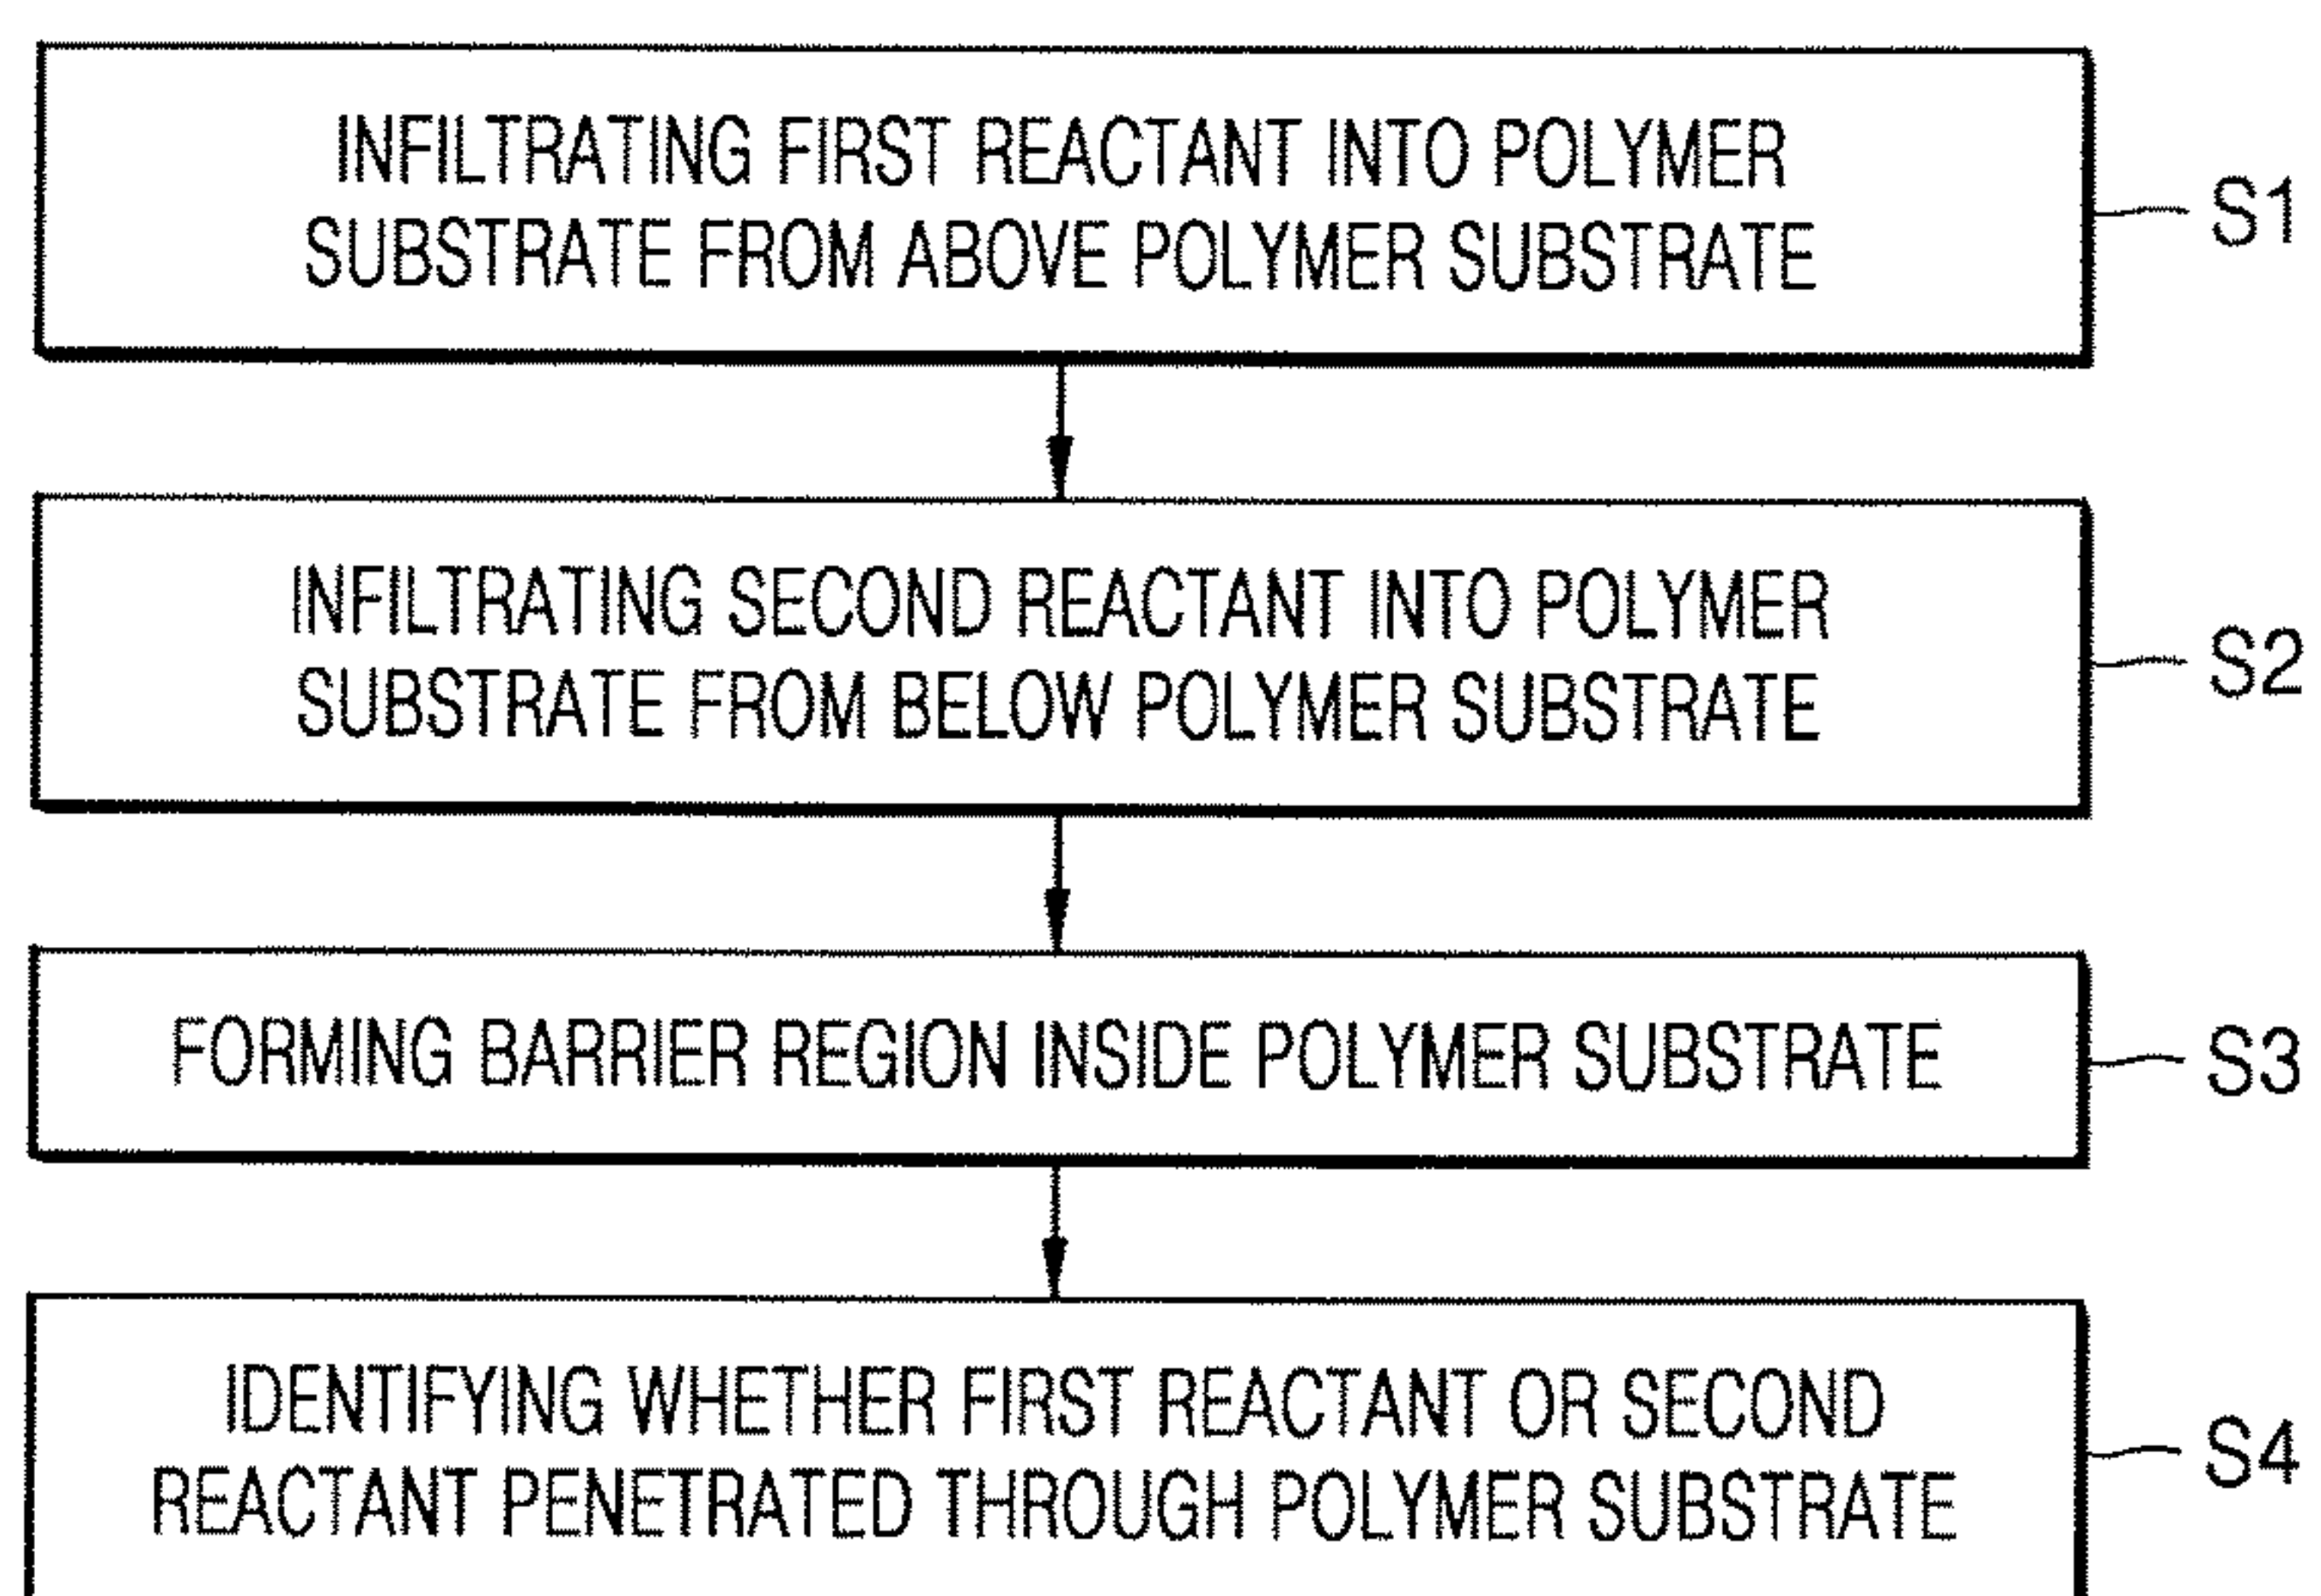 INFILTRATING FIRST REACTANT INTO POLYMER
SUBSTRATE FROM ABOVE POLYMER SUBSTRATE
S1
INFILTRATING SECOND REACTANT INTO POLYMER
SUBSTRATE FROM BELOW POLYMER SUBSTRATE
S2
FORMING BARRIER REGION INSIDE POLYMER SUBSTRATE
S3
IDENTIFYING WHETHER FIRST REACTANT OR SECOND
REACTANT PENETRATED THROUGH POLYMER SUBSTRATE
S4